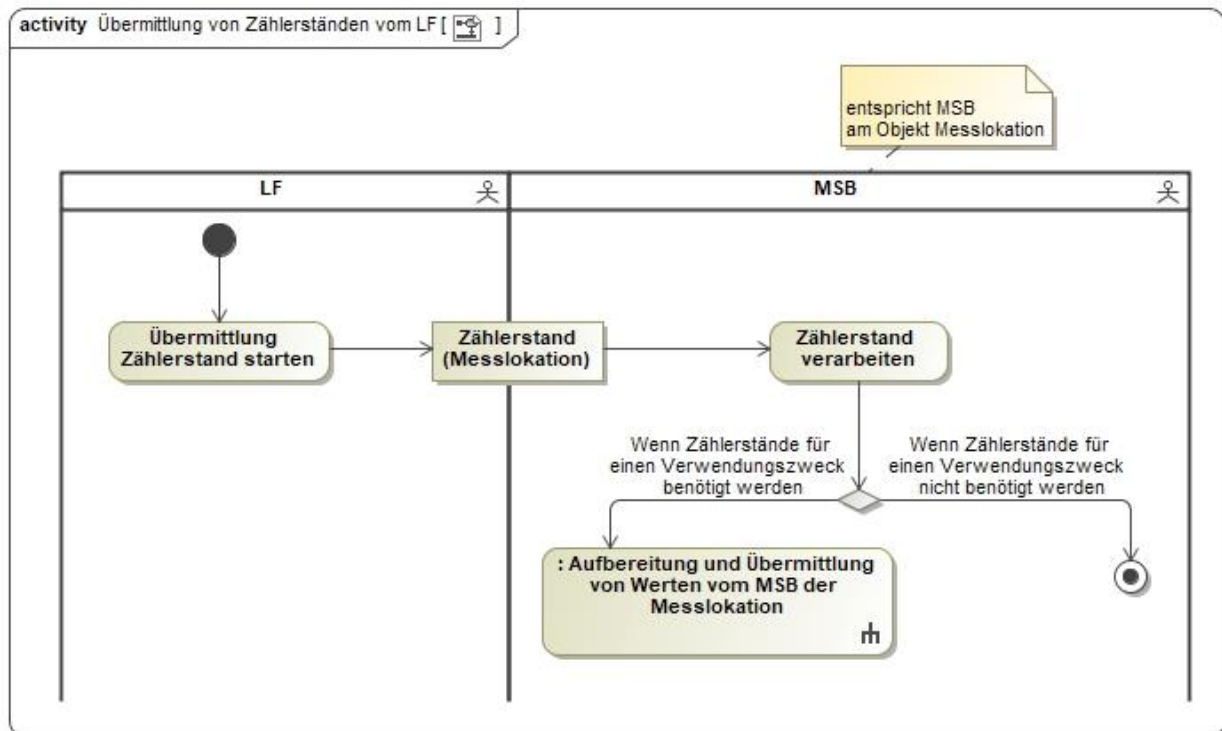 activity Übermittlung von Zählerständen vom LF [ ]
entspricht MSB
am Objekt Messlokation
LF
MSB
Übermittlung
Zählerstand starten
Zählerstand
(Messlokation)
Zählerstand
verarbeiten
Wenn Zählerstände für
einen Verwendungszweck
benötigt werden
Wenn Zählerstände für
einen Verwendungszweck
nicht benötigt werden
: Aufbereitung und Übermittlung
von Werten vom MSB der
Messlokation